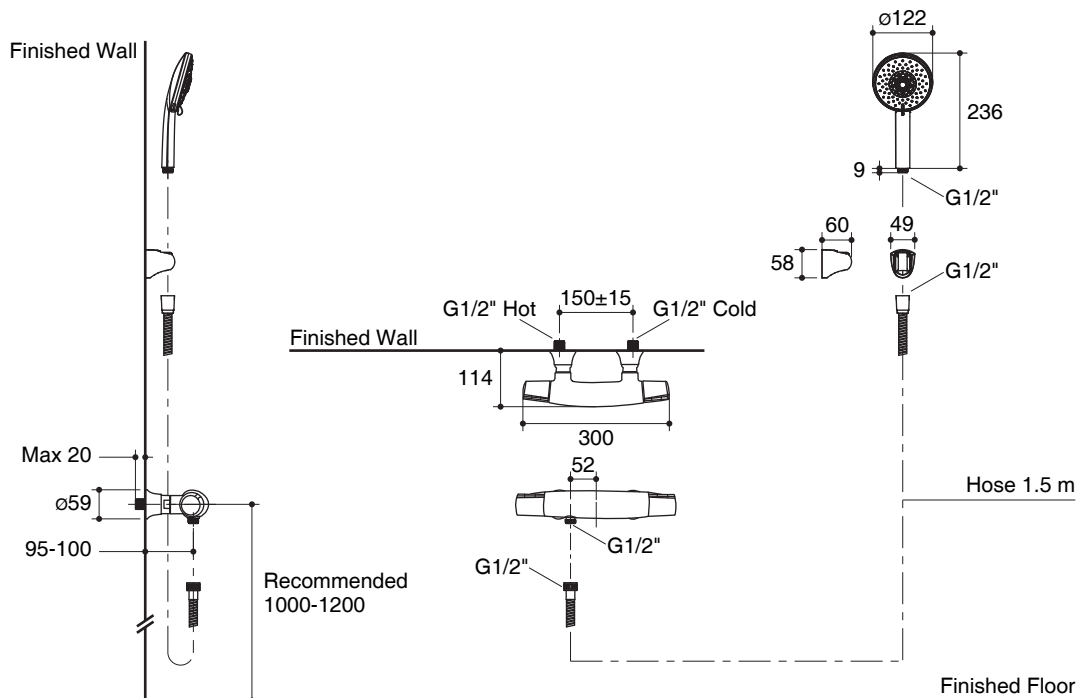 Finished Wall
ø122
236
9
G1/2"
60
49
58
G1/2"
150±15
G1/2" Hot
G1/2" Cold
Finished Wall
114
300
Max 20
52
ø59
Hose 1.5 m
95-100
G1/2"
G1/2"
Recommended
1000-1200
Finished Floor